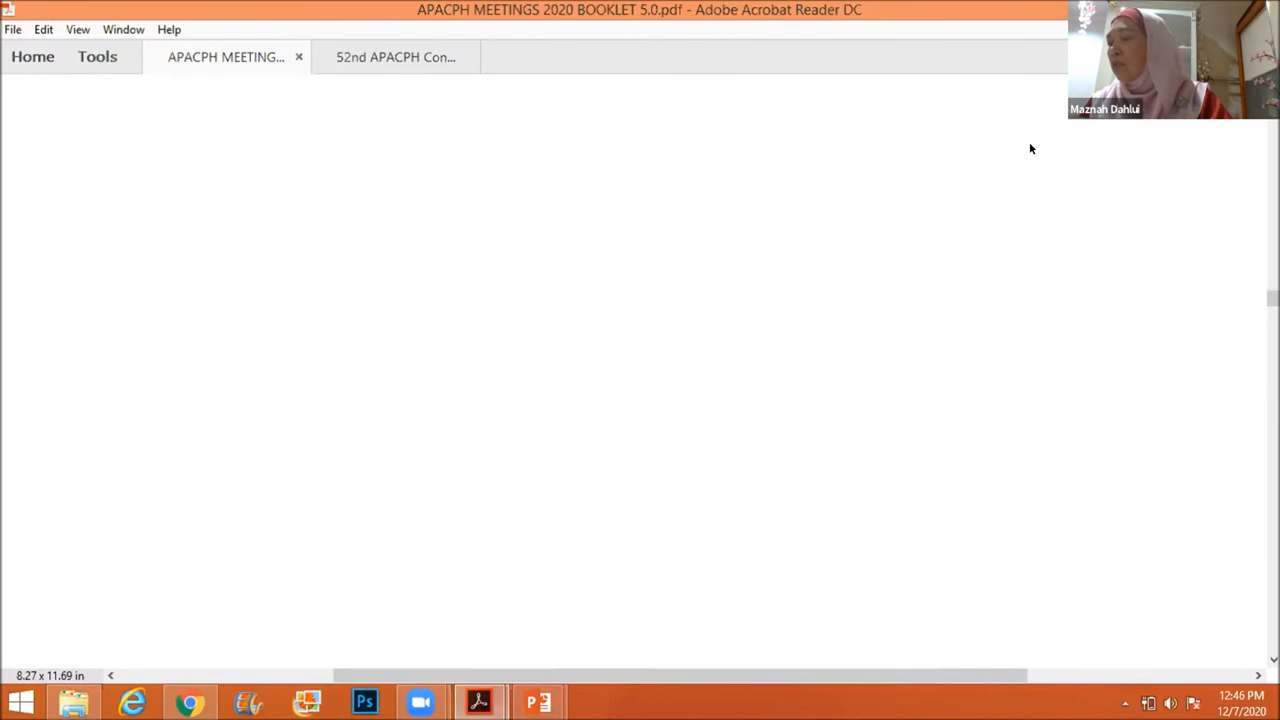 APACPH MEETINGS 2020 BOOKLET 5.0.pdf - Adobe Acrobat Reader DC
File Edit View Window Help
Home Tools APACPH MEETING... × 52nd APACPH Con...
Maznah Dahlui
8.27 x 11.69 in
Ps
P
12:46 PM
12/7/2020